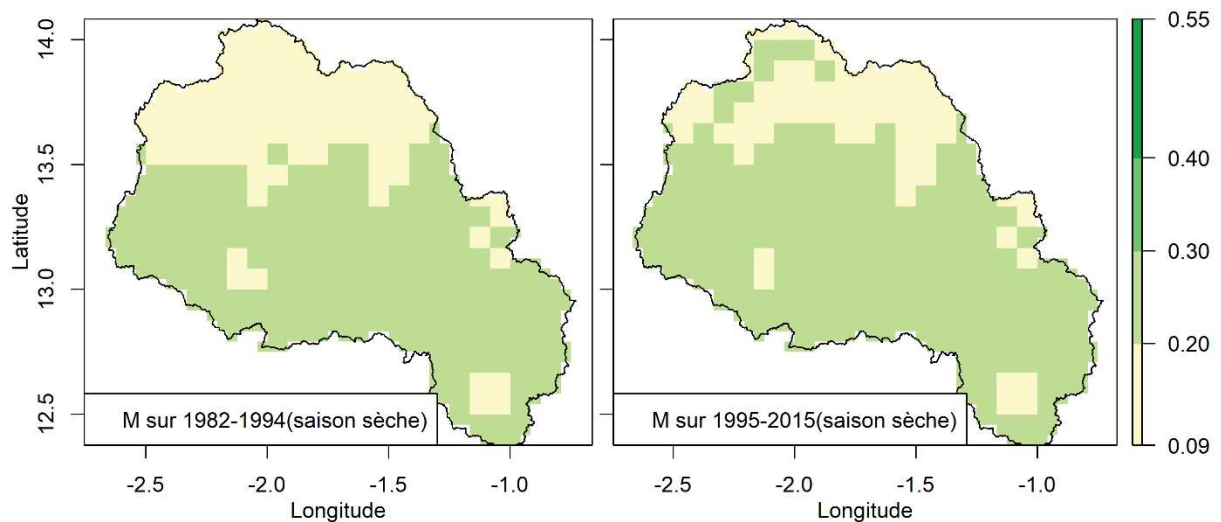 14.0
13.5
13.0
12.5
Latitude
M sur 1982-1994(saison sèche)
M sur 1995-2015(saison sèche)
-2.5 -2.0 -1.5 -1.0
Longitude
-2.5 -2.0 -1.5 -1.0
Longitude
0.55
0.40
0.30
0.20
0.09